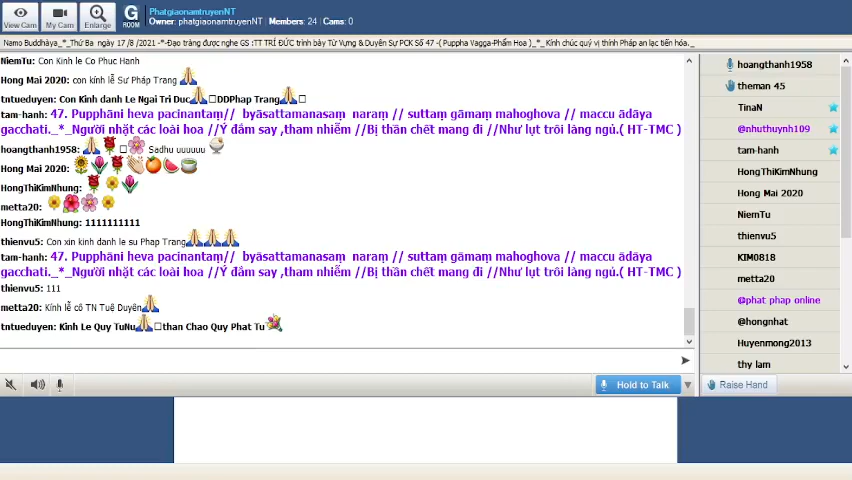 View Cam
My Cam
Enlarge
G
ROOM
PhatgiaonamtruyenNT
Owner: phatgiaonamtruyenNT | Members: 24 | Cams: 0
Namo Buddhàya_*_Thứ Ba ngày 17 /8 /2021 -*-Đạo tràng được nghe GS :TT TRÍ ĐỨC trình bày Từ Vựng & Duyên Sự PCK Số 47 -( Puppha Vagga-Phẩm Hoa )_*_ Kính chúc quý vị thính Pháp an lạc tiến hóa._
NiemTu: Con Kinh le Co Phuc Hanh
Hong Mai 2020: con kính lễ Sư Pháp Trang
tntueduyen: Con Kinh danh Le Ngai Tri Duc DDPhap Trang
tam-hanh: 47. Pupphāni heva pacinantaṃ// byāsattamanasaṃ naraṃ // suttaṃ gāmaṃ mahoghova // maccu ādāya
gacchati._*_Người nhặt các loài hoa //Ý đắm say ,tham nhiễm //Bị thần chết mang đi //Như lụt trôi làng ngủ.( HT-TMC )
hoangthanh1958: Sadhu uuuuuu
Hong Mai 2020:
HongThiKimNhung:
metta20:
HongThiKimNhung: 1111111111
thienvu5: Con xin kinh danh le su Phap Trang
tam-hanh: 47. Pupphāni heva pacinantaṃ// byāsattamanasaṃ naraṃ // suttaṃ gāmaṃ mahoghova // maccu ādāya
gacchati._*_Người nhặt các loài hoa //Ý đắm say ,tham nhiễm //Bị thần chết mang đi //Như lụt trôi làng ngủ.( HT-TMC )
thienvu5: 111
metta20: Kính lễ cô TN Tuệ Duyên
tntueduyen: Kinh Le Quy TuNu than Chao Quy Phat Tu
Hold to Talk
hoangthanh1958
theman 45
TinaN
@nhuthuynh109
tam-hanh
HongThiKimNhung
Hong Mai 2020
NiemTu
thienvu5
KIM0818
metta20
@phat phap online
@hongnhat
Huyenmong2013
thy lam
Raise Hand